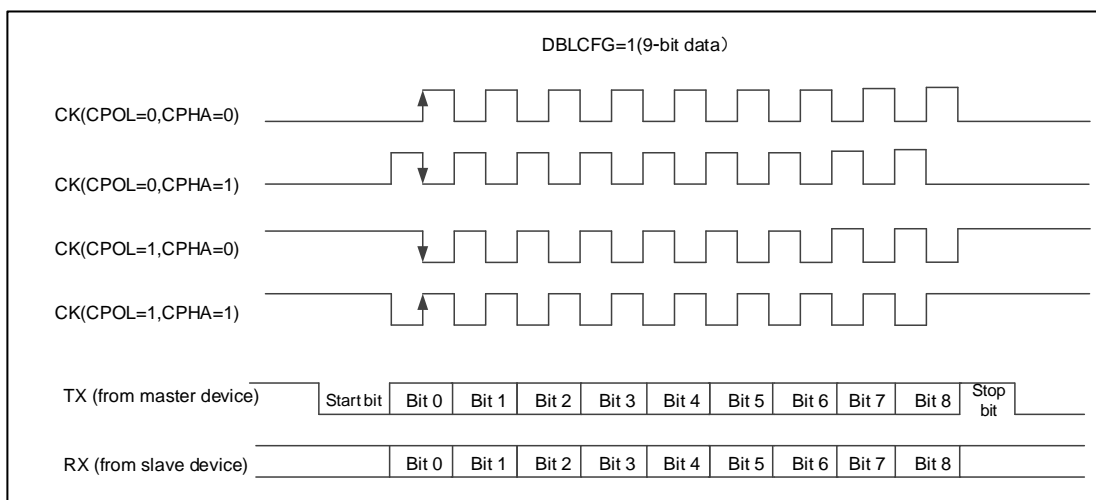 DBLCFG=1(9-bit data）
CK(CPOL=0,CPHA=0)
CK(CPOL=0,CPHA=1)
CK(CPOL=1,CPHA=0)
CK(CPOL=1,CPHA=1)
TX (from master device) Start bit Bit 0 Bit 1 Bit 2 Bit 3 Bit 4 Bit 5 Bit 6 Bit 7 Bit 8 Stop bit
RX (from slave device) Bit 0 Bit 1 Bit 2 Bit 3 Bit 4 Bit 5 Bit 6 Bit 7 Bit 8